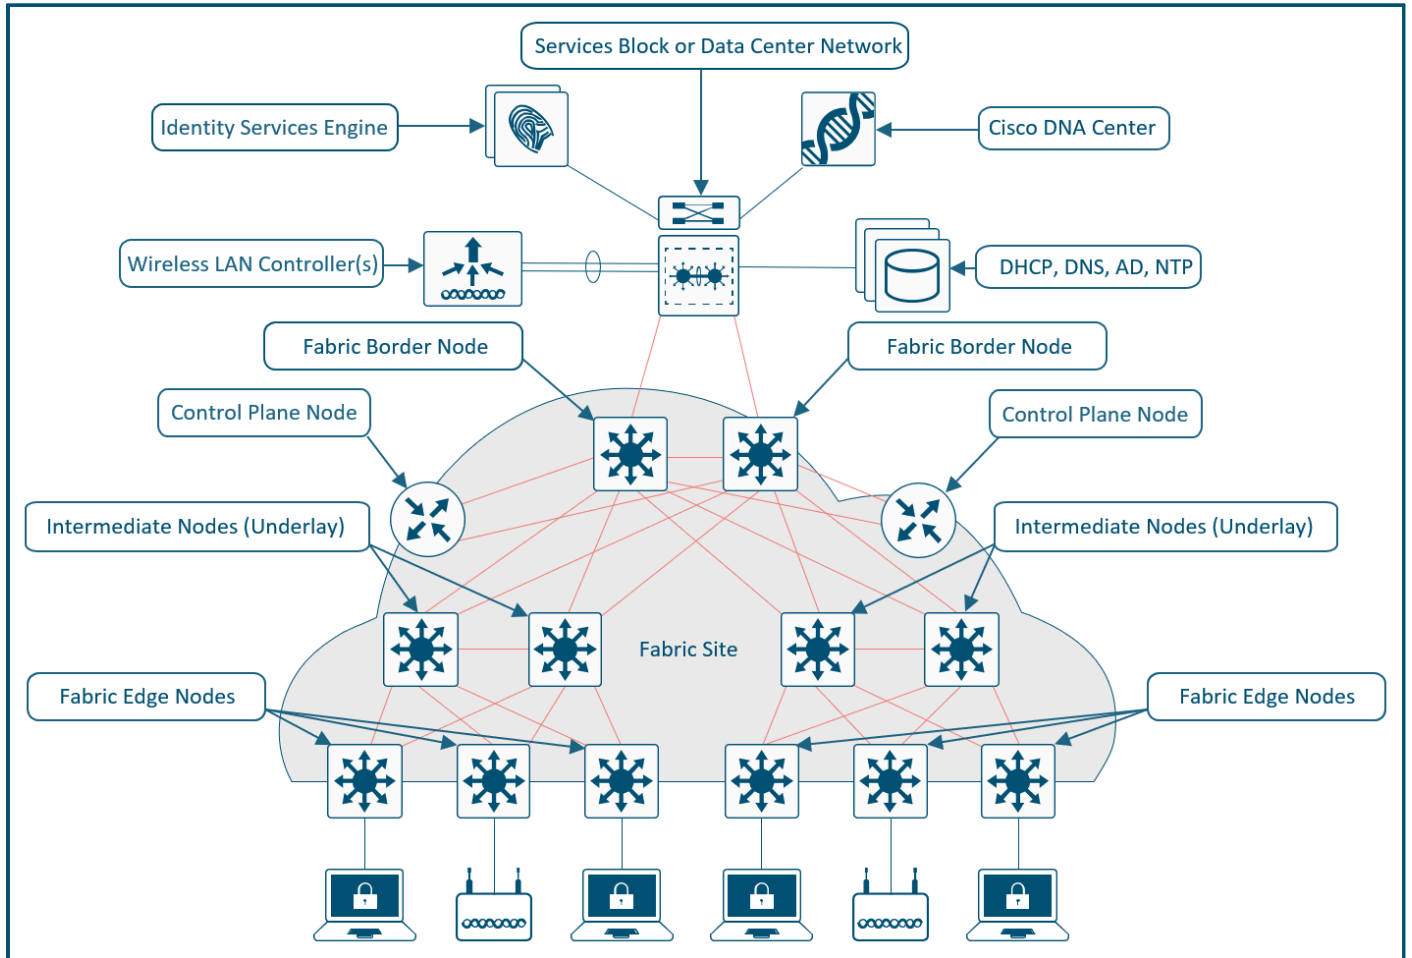 Services Block or Data Center Network
Identity Services Engine
Cisco DNA Center
Wireless LAN Controller(s)
DHCP, DNS, AD, NTP
Fabric Border Node
Fabric Border Node
Control Plane Node
Control Plane Node
Intermediate Nodes (Underlay)
Intermediate Nodes (Underlay)
Fabric Site
Fabric Edge Nodes
Fabric Edge Nodes